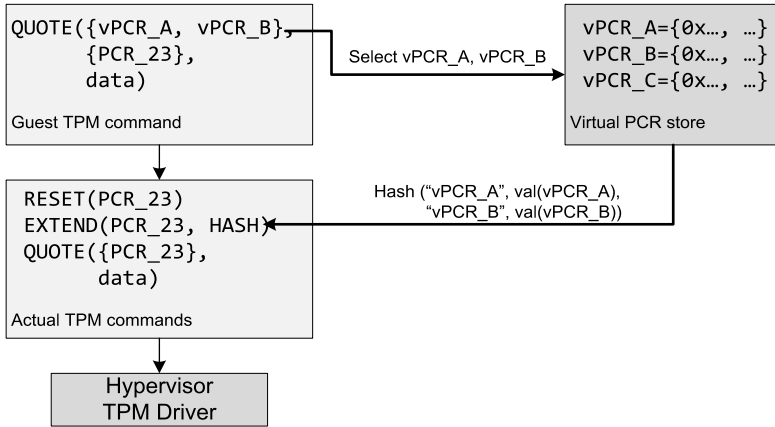 QUOTE({vPCR_A, vPCR_B},
{PCR_23},
data)
Guest TPM command
Select vPCR_A, vPCR_B
vPCR_A={0x…, …}
vPCR_B={0x…, …}
vPCR_C={0x…, …}
Virtual PCR store
Hash (“vPCR_A”, val(vPCR_A),
“vPCR_B”, val(vPCR_B))
RESET(PCR_23)
EXTEND(PCR_23, HASH)
QUOTE({PCR_23},
data)
Actual TPM commands
Hypervisor
TPM Driver